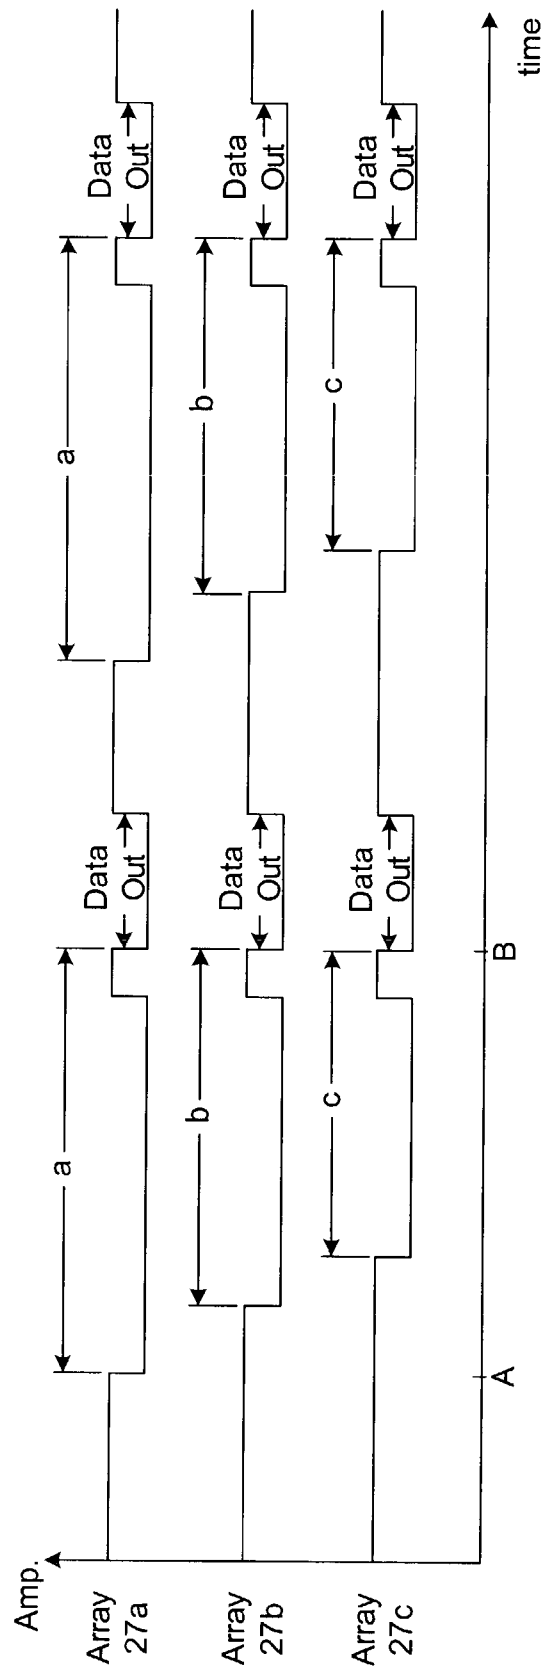 Amp.
Array
27a
a
Data
Out
a
Data
Out
Array
27b
b
Data
Out
b
Data
Out
Array
27c
c
Data
Out
c
Data
Out
A
B
time